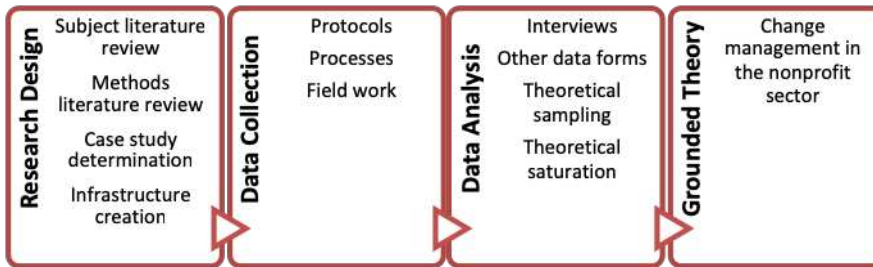 Research Design
Subject literature
review
Methods
literature review
Case study
determination
Infrastructure
creation
Data Collection
Protocols
Processes
Field work
Data Analysis
Interviews
Other data forms
Theoretical
sampling
Theoretical
saturation
Grounded Theory
Change
management in
the nonprofit
sector